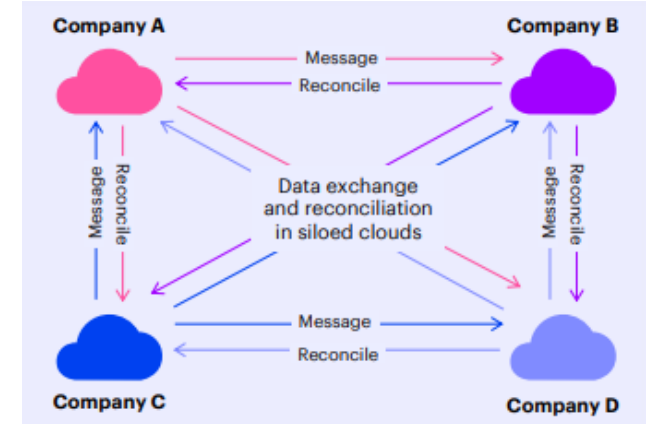 Company A
Company B
Message
Reconcile
Message
Reconcile
Data exchange
and reconciliation
in siloed clouds
Message
Reconcile
Message
Reconcile
Company C
Company D